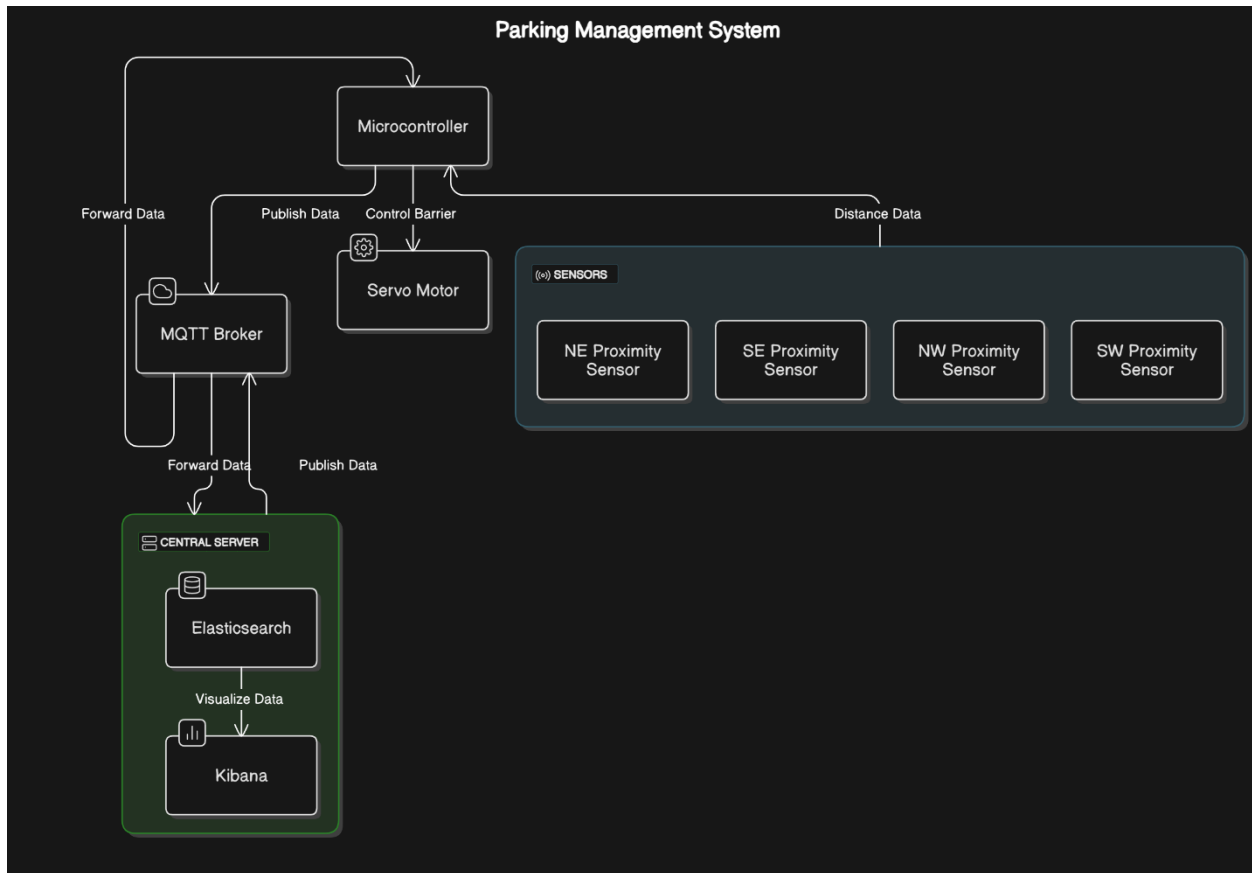 Parking Management System
Microcontroller
Forward Data
Publish Data
Control Barrier
Distance Data
Servo Motor
SENSORS
MQTT Broker
NE Proximity
Sensor
SE Proximity
Sensor
NW Proximity
Sensor
SW Proximity
Sensor
Forward Data
Publish Data
CENTRAL SERVER
Elasticsearch
Visualize Data
Kibana